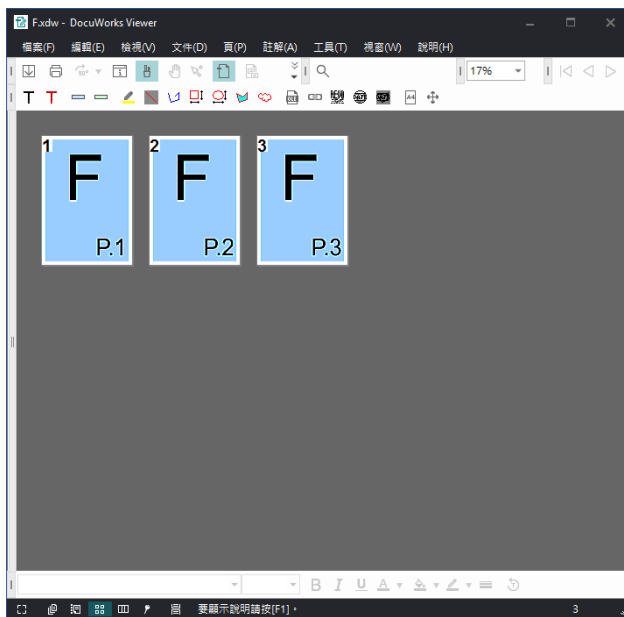 F.xdw - DocuWorks Viewer
檔案(F) 編輯(E) 檢視(V) 文件(D) 頁(P) 註解(A) 工具(T) 視窗(W) 說明(H)
17%
T T A4
1 2 3
F F F
P.1 P.2 P.3
B I U A
要顯示說明請按[F1]。 3